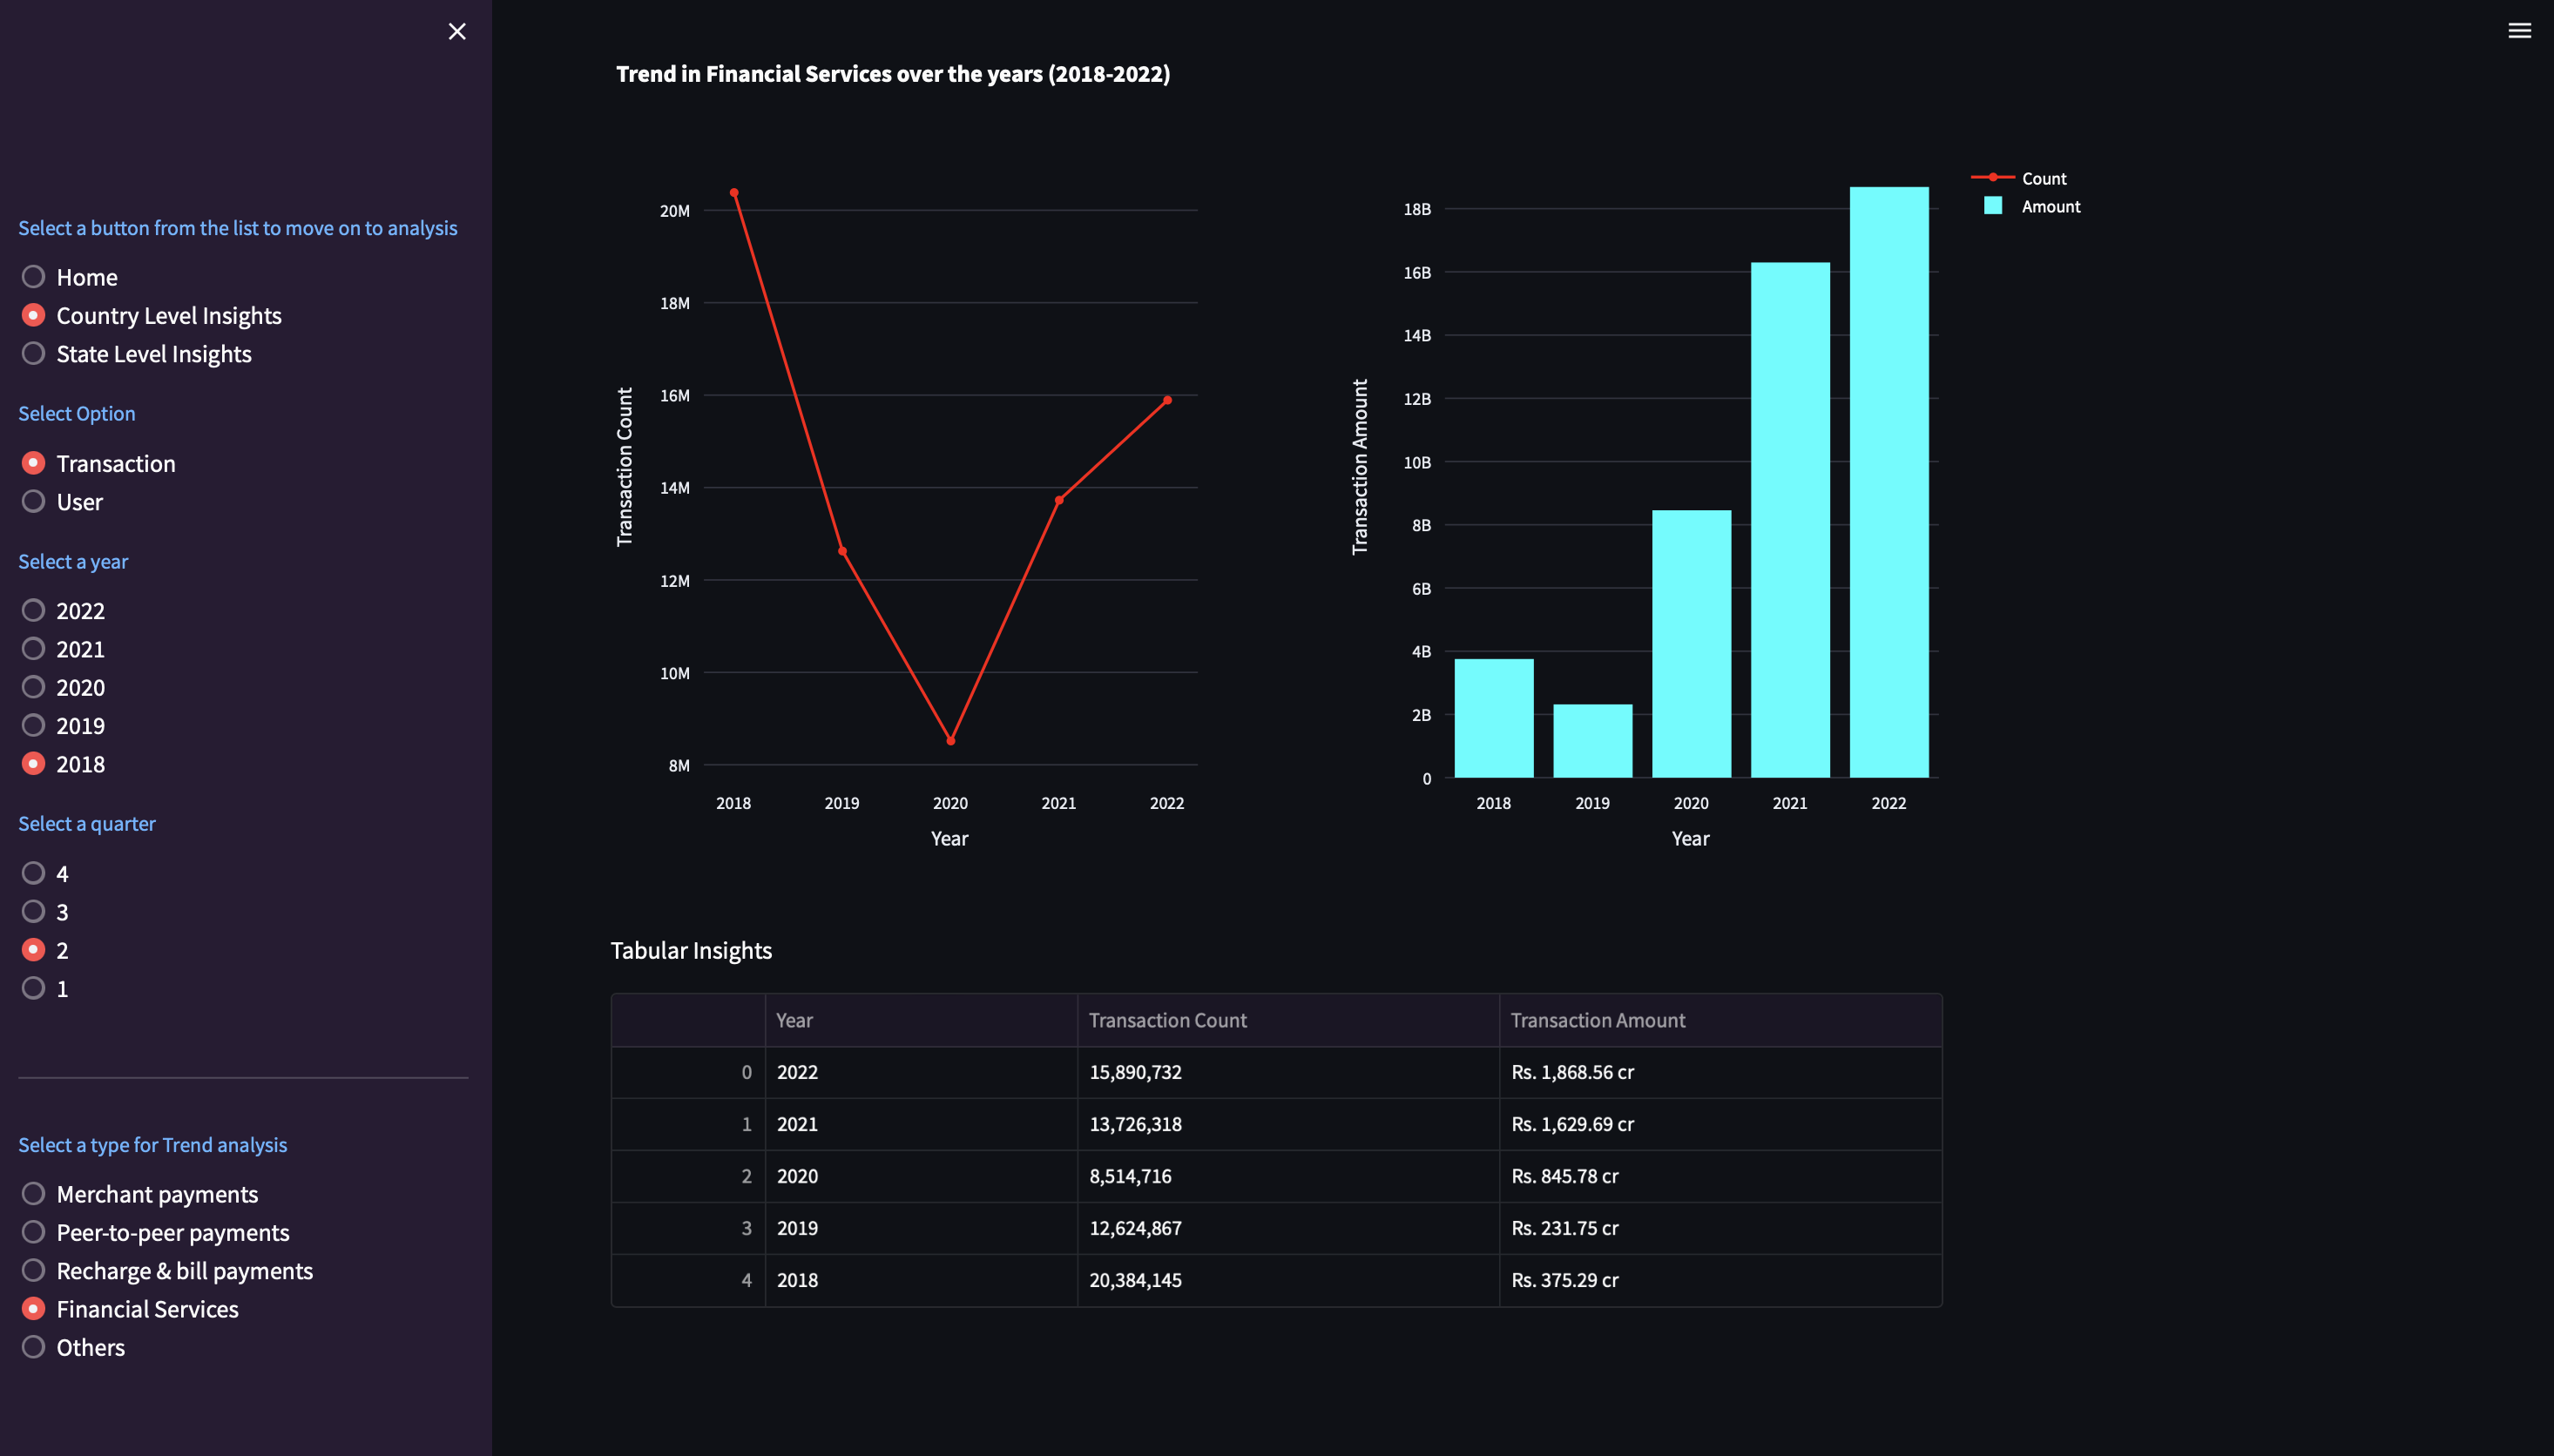 Select a button from the list to move on to analysis
Home
Country Level Insights
State Level Insights
Select Option
Transaction
User
Select a year
2022
2021
2020
2019
2018
Select a quarter
4
3
2
1
Select a type for Trend analysis
Merchant payments
Peer-to-peer payments
Recharge & bill payments
Financial Services
Others
Trend in Financial Services over the years (2018-2022)
Transaction Count
20M
18M
16M
14M
12M
10M
8M
2018 2019 2020 2021 2022
Year
Transaction Amount
18B
16B
14B
12B
10B
8B
6B
4B
2B
0
2018 2019 2020 2021 2022
Year
Count
Amount
Tabular Insights
Year Transaction Count Transaction Amount
0 2022 15,890,732 Rs. 1,868.56 cr
1 2021 13,726,318 Rs. 1,629.69 cr
2 2020 8,514,716 Rs. 845.78 cr
3 2019 12,624,867 Rs. 231.75 cr
4 2018 20,384,145 Rs. 375.29 cr